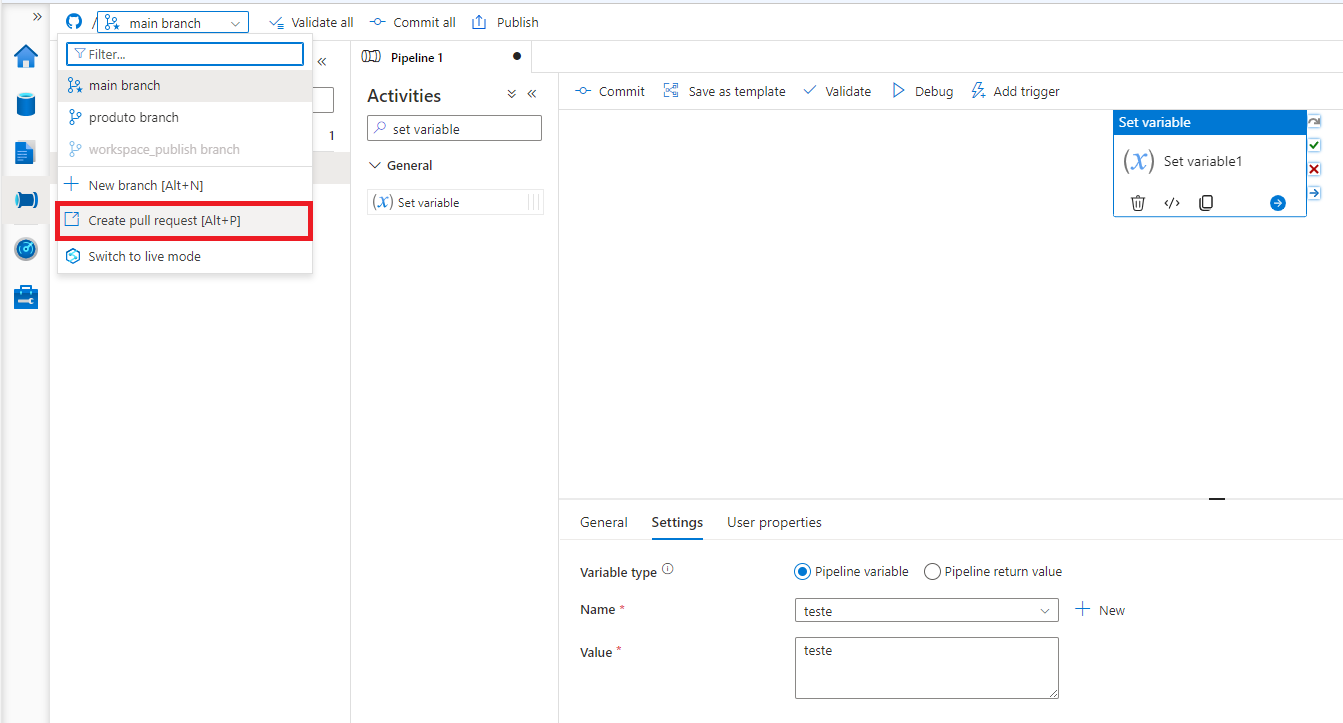 / main branch
Validate all
Commit all
Publish
Filter...
main branch
produto branch
workspace_publish branch
New branch [Alt+N]
Create pull request [Alt+P]
Switch to live mode
1
Pipeline 1
Activities
set variable
General
(x) Set variable
Commit
Save as template
Validate
Debug
Add trigger
Set variable
(x) Set variable1
General
Settings
User properties
Variable type
Pipeline variable
Pipeline return value
Name *
teste
New
Value *
teste